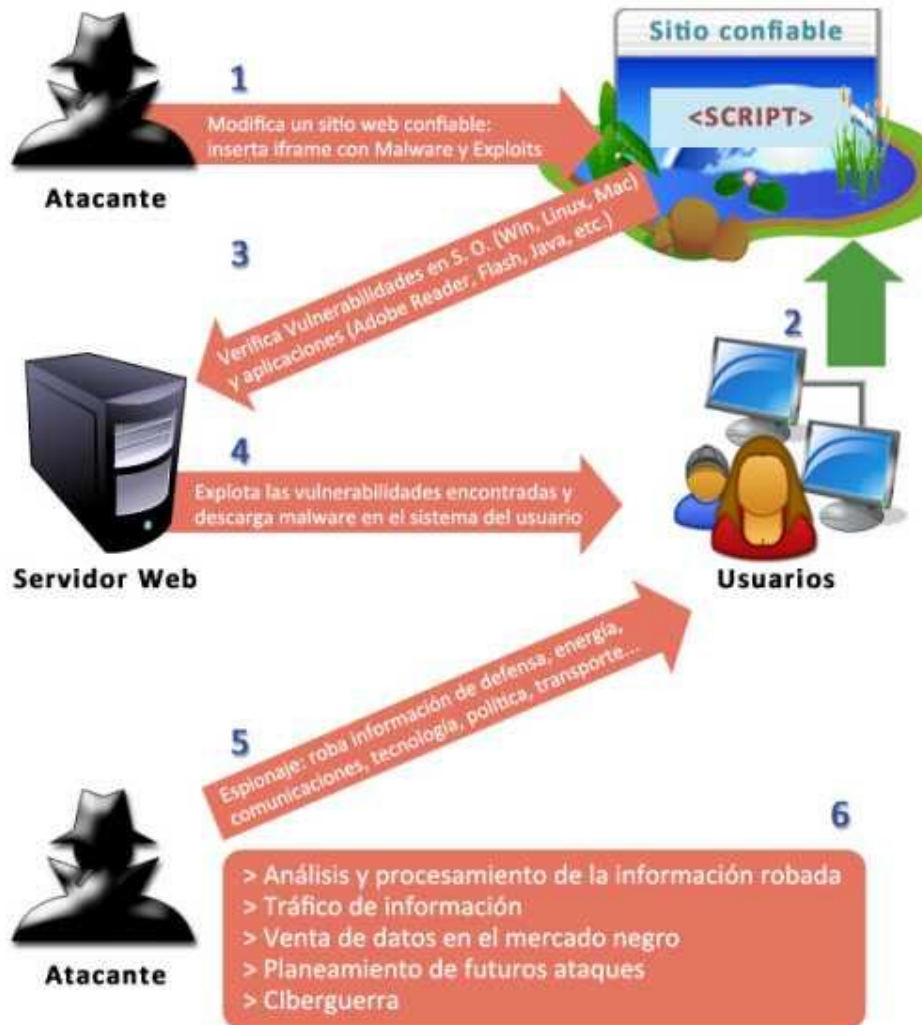 Sitio confiable
<SCRIPT>
1
Modifica un sitio web confiable:
inserta iframe con Malware y Exploits
Atacante
2
3
Verifica Vulnerabilidades en S. O. (Win, Linux, Mac)
y aplicaciones (Adobe Reader, Flash, Java, etc.)
4
Explota las vulnerabilidades encontradas y
descarga malware en el sistema del usuario
Servidor Web
Usuarios
5
Espionaje: roba información de defensa, energía,
comunicaciones, tecnología, política, transporte...
Atacante
6
> Análisis y procesamiento de la información robada
> Tráfico de información
> Venta de datos en el mercado negro
> Planeamiento de futuros ataques
> CIberguerra